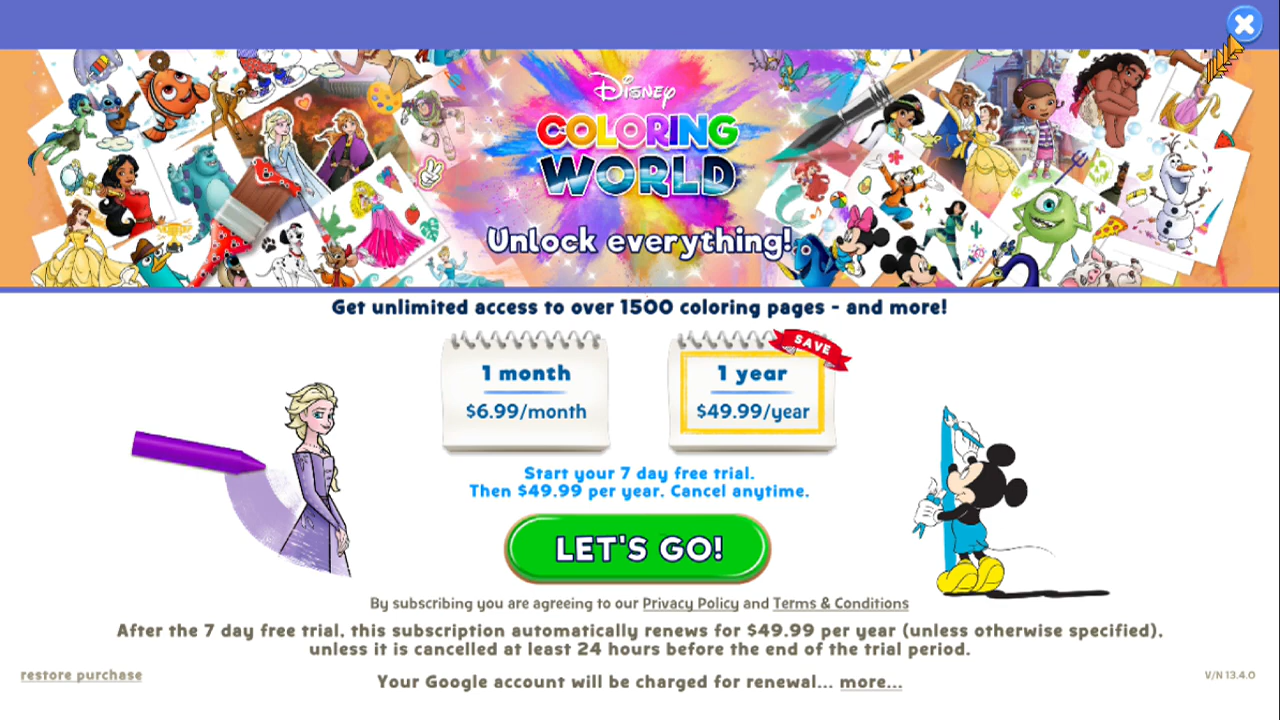 Disney
COLORING
WORLD
Unlock everything!
Get unlimited access to over 1500 coloring pages - and more!
1 month
$6.99/month
SAVE
1 year
$49.99/year
Start your 7 day free trial.
Then $49.99 per year. Cancel anytime.
LET'S GO!
By subscribing you are agreeing to our Privacy Policy and Terms & Conditions
After the 7 day free trial, this subscription automatically renews for $49.99 per year (unless otherwise specified),
unless it is cancelled at least 24 hours before the end of the trial period.
restore purchase
Your Google account will be charged for renewal... more...
V/N 13.4.0